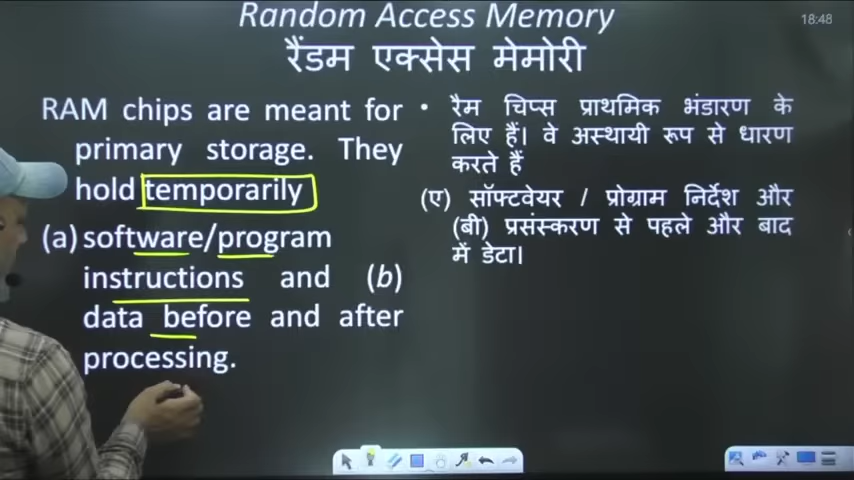 Random Access Memory
18:48
रैंडम एक्सेस मेमोरी
RAM chips are meant for
primary storage. They
hold temporarily
(a) software/program
instructions and (b)
data before and after
processing.
• रैम चिप्स प्राथमिक भंडारण के
लिए हैं। वे अस्थायी रूप से धारण
करते हैं
(ए) सॉफ्टवेयर / प्रोग्राम निर्देश और
(बी) प्रसंस्करण से पहले और बाद
में डेटा।